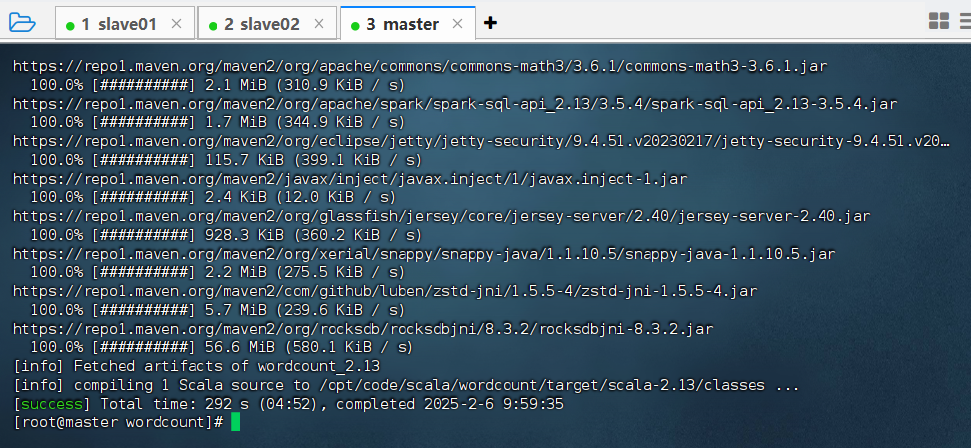 1 slave01 × 2 slave02 × 3 master × +
https://repo1.maven.org/maven2/org/apache/commons/commons-math3/3.6.1/commons-math3-3.6.1.jar
100.0% [##########] 2.1 MiB (310.9 KiB / s)
https://repo1.maven.org/maven2/org/apache/spark/spark-sql-api_2.13/3.5.4/spark-sql-api_2.13-3.5.4.jar
100.0% [##########] 1.7 MiB (344.9 KiB / s)
https://repo1.maven.org/maven2/org/eclipse/jetty/jetty-security/9.4.51.v20230217/jetty-security-9.4.51.v20…
100.0% [##########] 115.7 KiB (399.1 KiB / s)
https://repo1.maven.org/maven2/javax/inject/javax.inject/1/javax.inject-1.jar
100.0% [##########] 2.4 KiB (12.0 KiB / s)
https://repo1.maven.org/maven2/org/glassfish/jersey/core/jersey-server/2.40/jersey-server-2.40.jar
100.0% [##########] 928.3 KiB (360.2 KiB / s)
https://repo1.maven.org/maven2/org/xerial/snappy/snappy-java/1.1.10.5/snappy-java-1.1.10.5.jar
100.0% [##########] 2.2 MiB (275.5 KiB / s)
https://repo1.maven.org/maven2/com/github/luben/zstd-jni/1.5.5-4/zstd-jni-1.5.5-4.jar
100.0% [##########] 5.7 MiB (239.6 KiB / s)
https://repo1.maven.org/maven2/org/rocksdb/rocksdbjni/8.3.2/rocksdbjni-8.3.2.jar
100.0% [##########] 56.6 MiB (580.1 KiB / s)
[info] Fetched artifacts of wordcount_2.13
[info] compiling 1 Scala source to /opt/code/scala/wordcount/target/scala-2.13/classes ...
[success] Total time: 292 s (04:52), completed 2025-2-6 9:59:35
[root@master wordcount]#